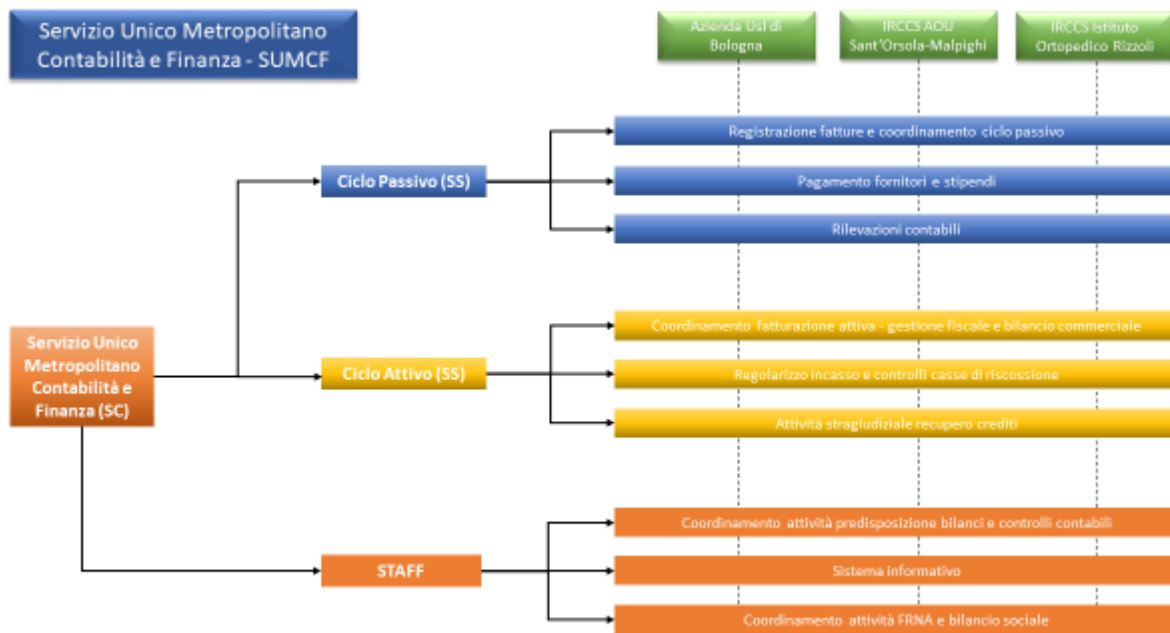 Servizio Unico Metropolitano
Contabilità e Finanza - SUMCF
Azienda Usl di
Bologna
IRCCS AOU
Sant'Orsola-Malpighi
IRCCS Istituto
Ortopedico Rizzoli
Registrazione fatture e coordinamento ciclo passivo
Ciclo Passivo (SS)
Pagamento fornitori e stipendi
Rilevazioni contabili
Servizio Unico
Metropolitano
Contabilità e
Finanza (SC)
Coordinamento fatturazione attiva - gestione fiscale e bilancio commerciale
Ciclo Attivo (SS)
Regolarizzo incasso e controlli casse di riscossione
Attività stragiudiziale recupero crediti
Coordinamento attività predisposizione bilanci e controlli contabili
STAFF
Sistema informativo
Coordinamento attività FRNA e bilancio sociale